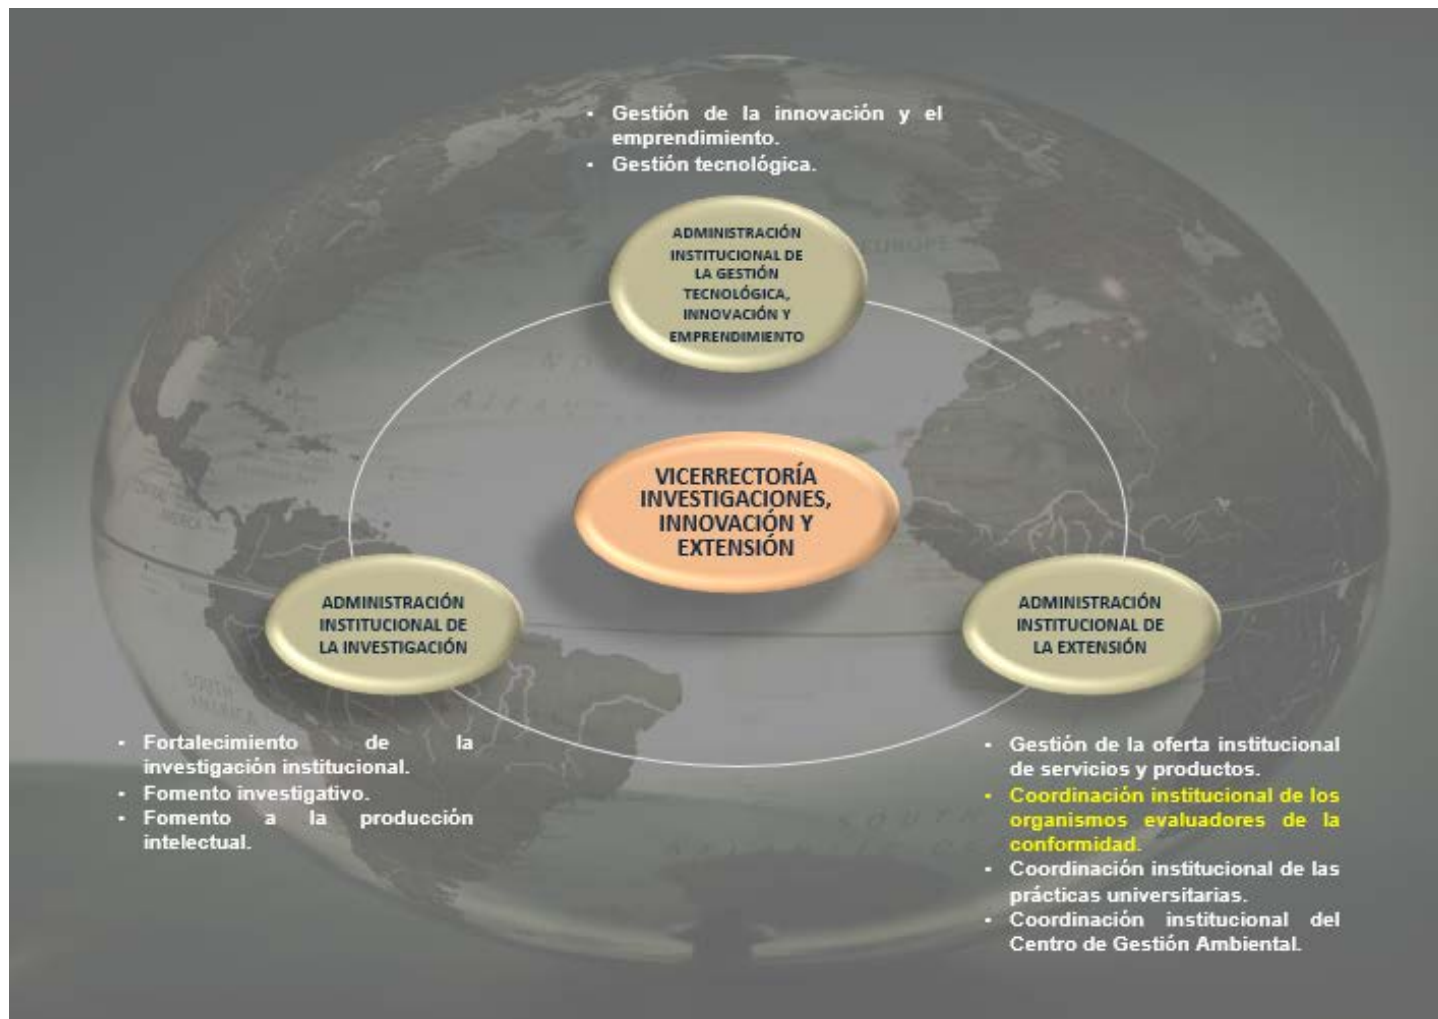 • Gestión de la innovación y el
emprendimiento.
• Gestión tecnológica.
ADMINISTRACIÓN
INSTITUCIONAL DE
LA GESTIÓN
TECNOLÓGICA,
INNOVACIÓN Y
EMPRENDIMIENTO
EUROPE
VICERRECTORÍA
INVESTIGACIONES,
INNOVACIÓN Y
EXTENSIÓN
ADMINISTRACIÓN
INSTITUCIONAL DE
LA INVESTIGACIÓN
ADMINISTRACIÓN
INSTITUCIONAL DE
LA EXTENSIÓN
SOUTH
AMERICA
• Fortalecimiento de la
investigación institucional.
• Fomento investigativo.
• Fomento a la producción
intelectual.
• Gestión de la oferta institucional
de servicios y productos.
• Coordinación institucional de los
organismos evaluadores de la
conformidad.
• Coordinación institucional de las
prácticas universitarias.
• Coordinación institucional del
Centro de Gestión Ambiental.